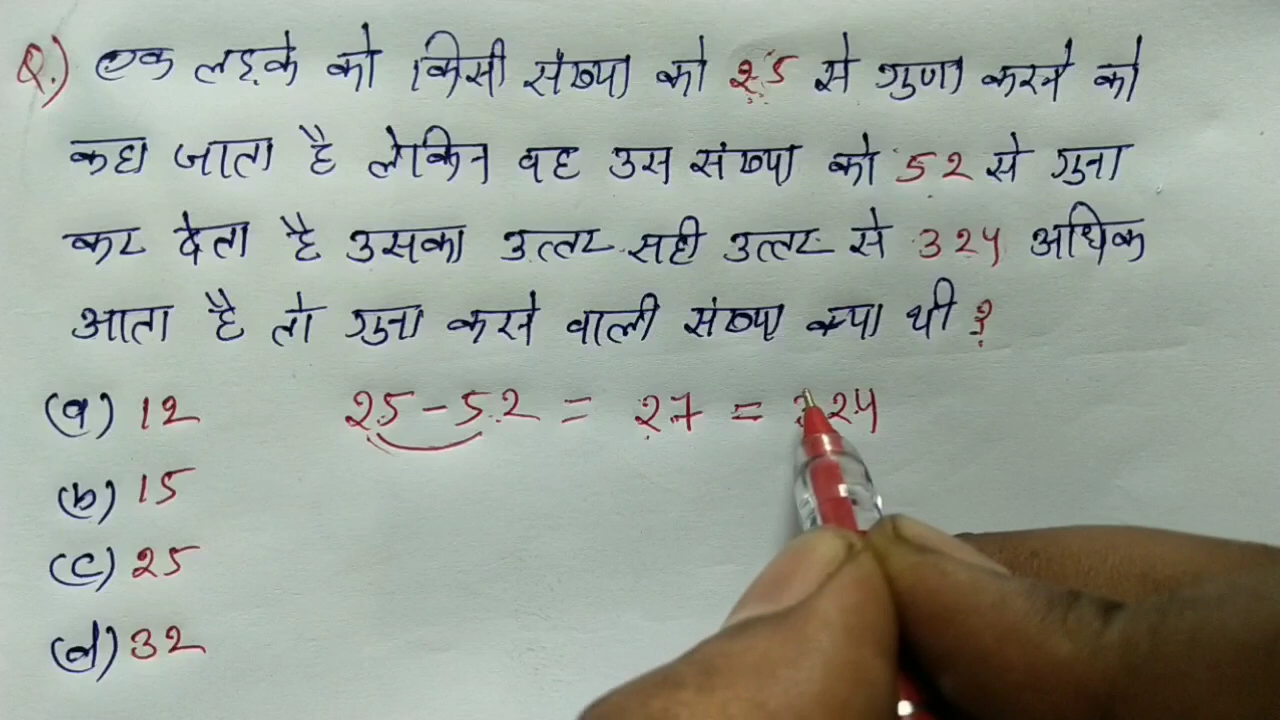 Q.) एक लड़के को किसी संख्या को 25 से गुणा करने को
कहा जाता है लेकिन वह उस संख्या को 52 से गुना
कर देता है उसका उत्तर सही उत्तर से 324 अधिक
आता है तो गुना करने वाली संख्या क्या थी ?
(a) 12
25 - 52 = 27 = 324
(b) 15
(c) 25
(d) 32